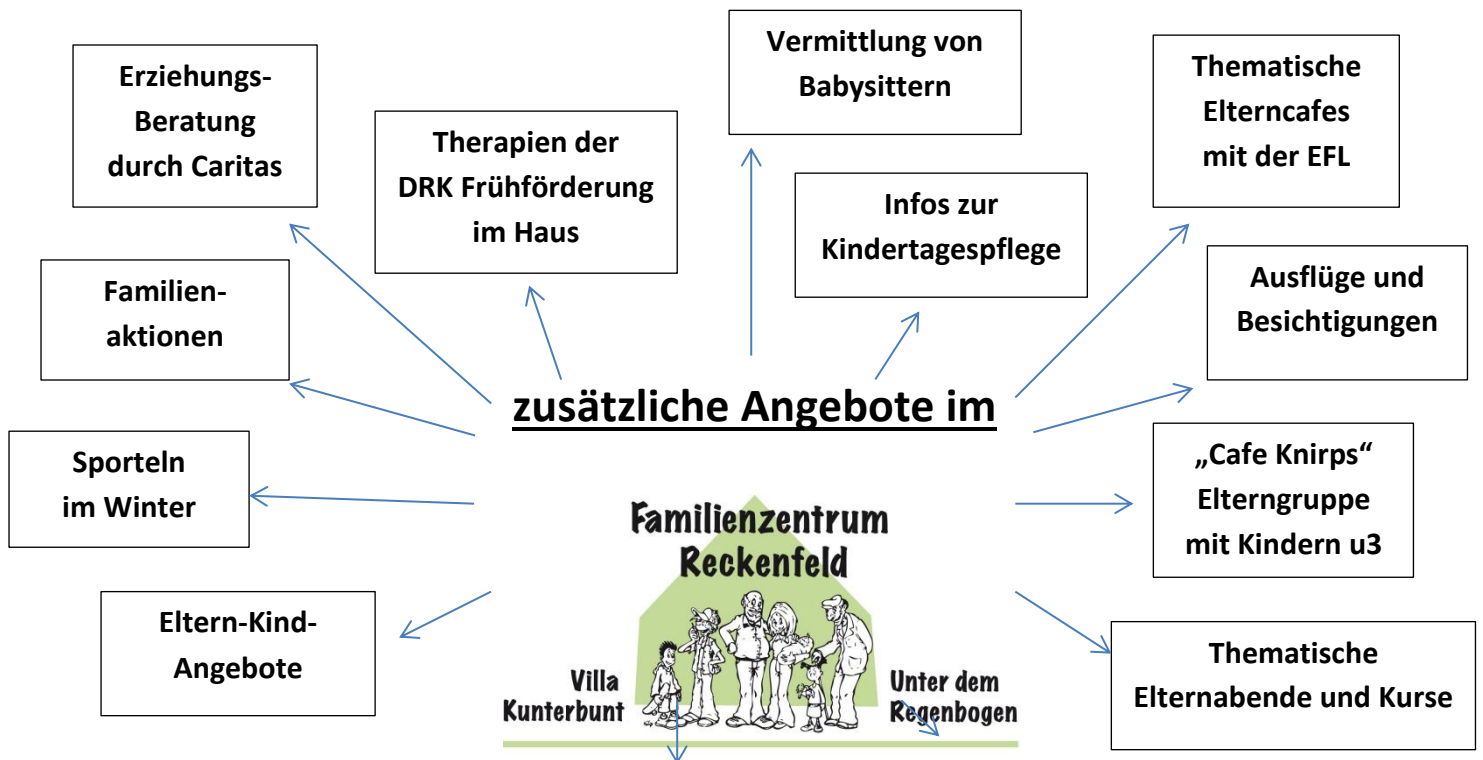 Erziehungs-
Beratung
durch Caritas
Therapien der
DRK Frühförderung
im Haus
Vermittlung von
Babysittern
Infos zur
Kindertagespflege
Thematische
Elterncafes
mit der EFL
Familien-
aktionen
Ausflüge und
Besichtigungen
zusätzliche Angebote im
Sporteln
im Winter
„Cafe Knirps“
Elterngruppe
mit Kindern u3
Familienzentrum
Reckenfeld
Eltern-Kind-
Angebote
Villa
Kunterbunt
Unter dem
Regenbogen
Thematische
Elternabende und Kurse